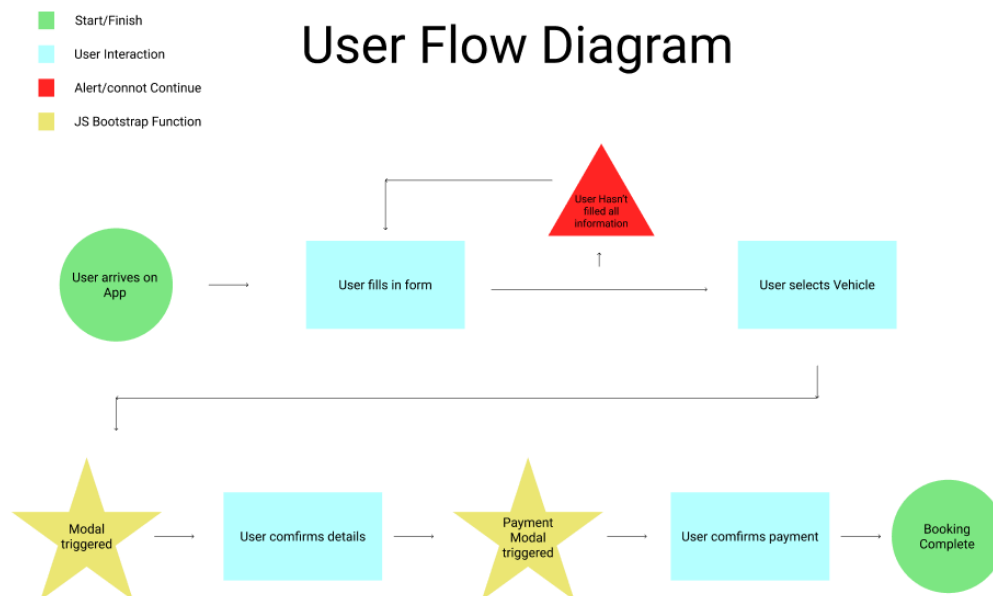 Start/Finish
User Interaction
Alert/connot Continue
JS Bootstrap Function
User Flow Diagram
User Hasn't
filled all
information
User arrives on
App
User fills in form
User selects Vehicle
Modal
triggered
User comfirms details
Payment
Modal
triggered
User comfirms payment
Booking
Complete